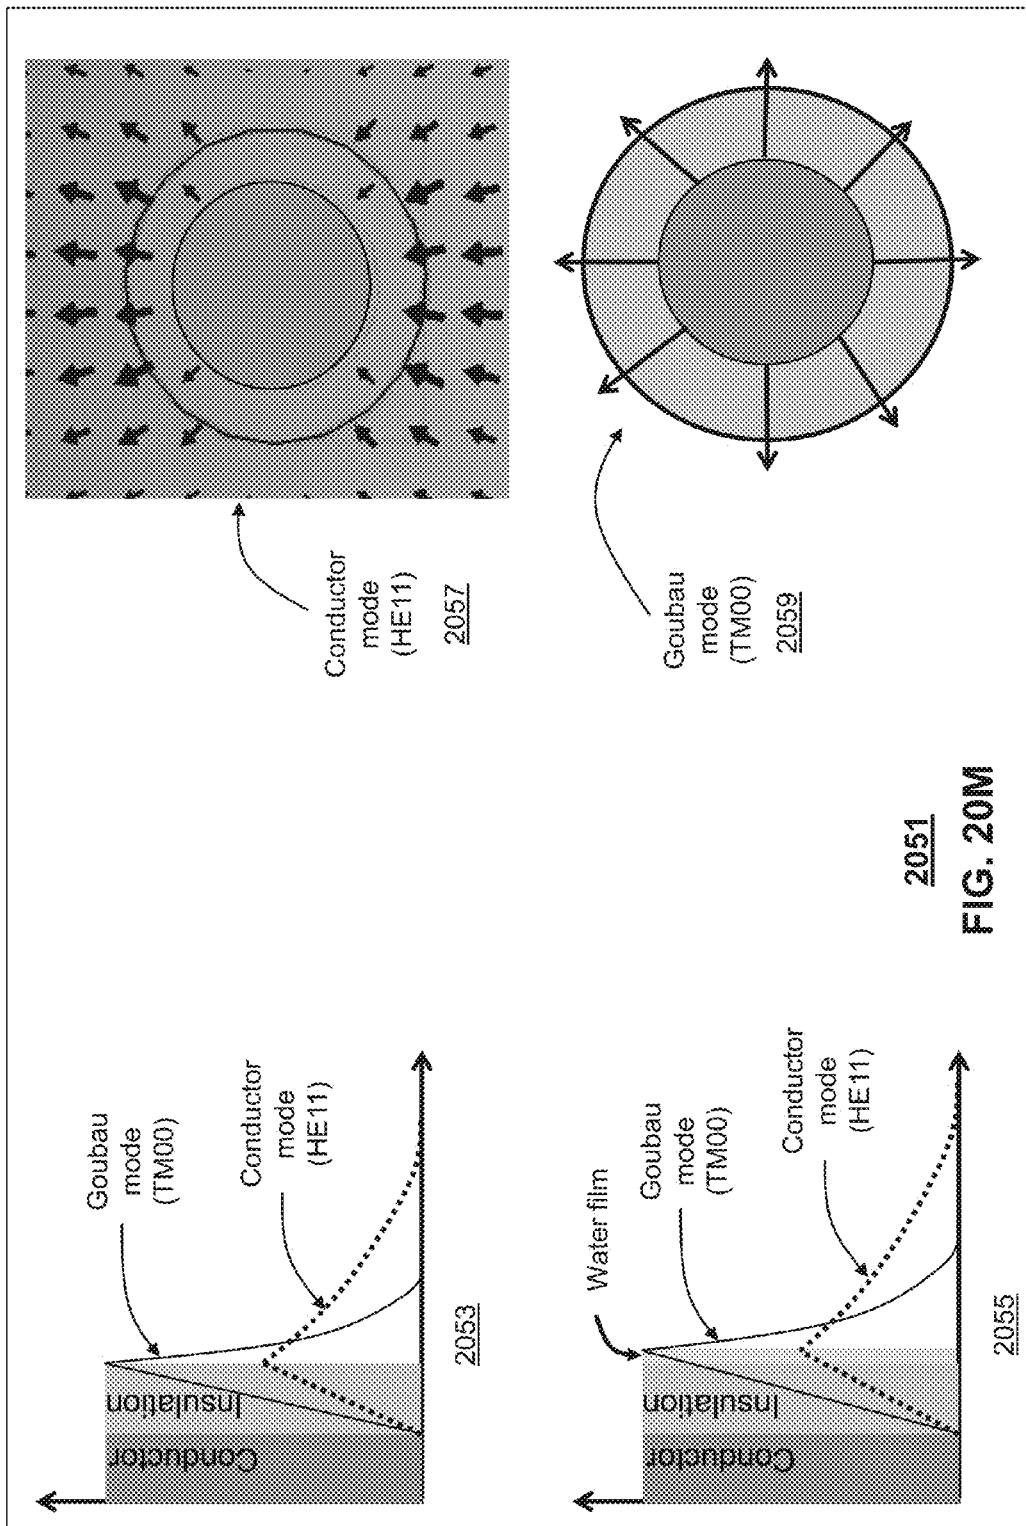 Conductor
mode
(HE11)
2057
Goubau
mode
(TM00)
2059
Goubau
mode
(TM00)
Conductor
mode
(HE11)
Conductor
Insulation
2053
Water film
Goubau
mode
(TM00)
Conductor
mode
(HE11)
Conductor
Insulation
2055
2051
FIG. 20M